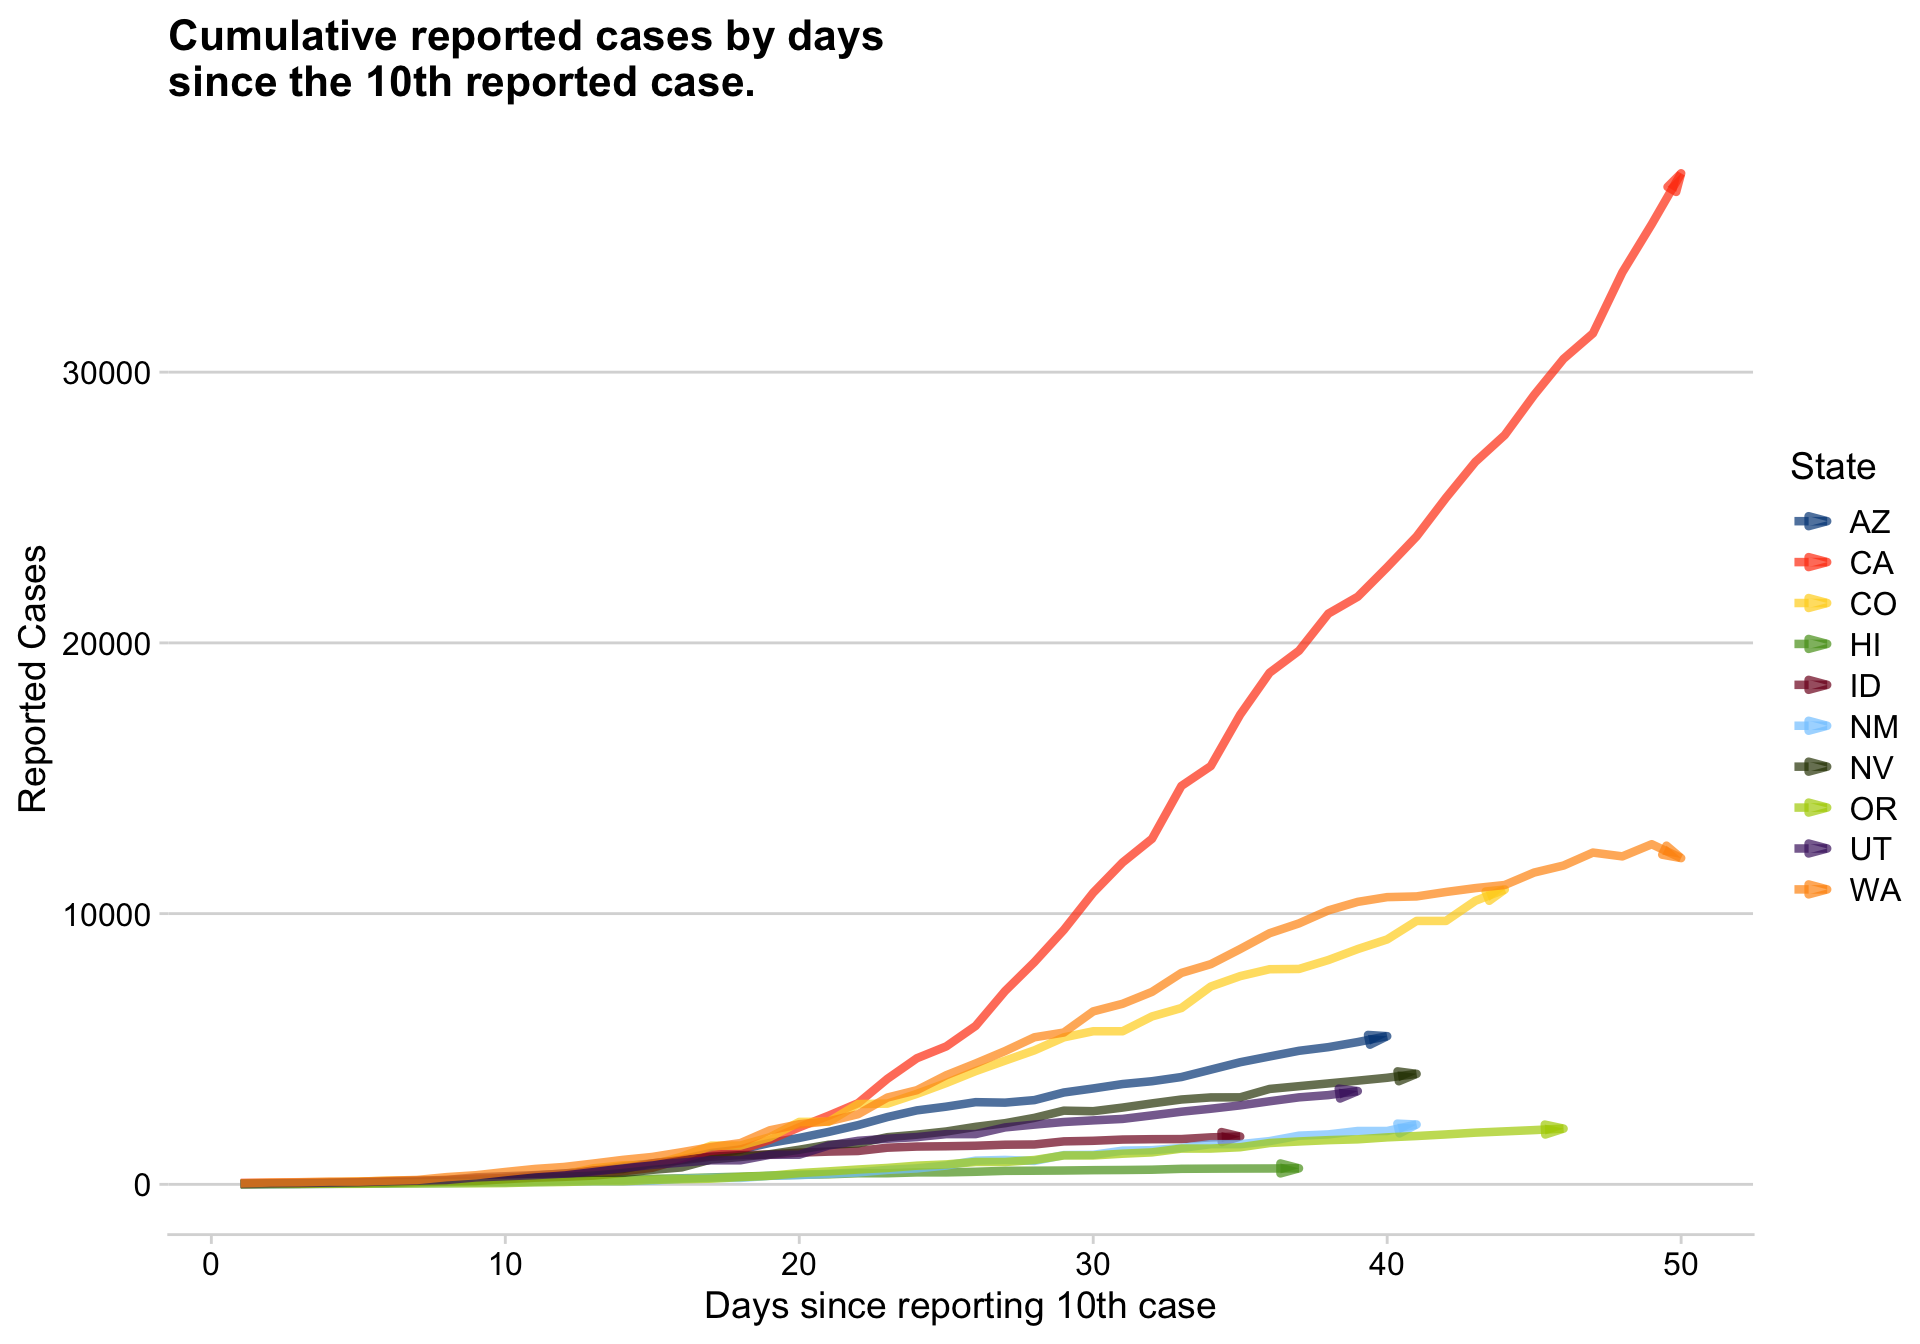 Cumulative reported cases by days
since the 10th reported case.
Reported Cases
30000
20000
10000
0
0 10 20 30 40 50
Days since reporting 10th case
State
AZ
CA
CO
HI
ID
NM
NV
OR
UT
WA